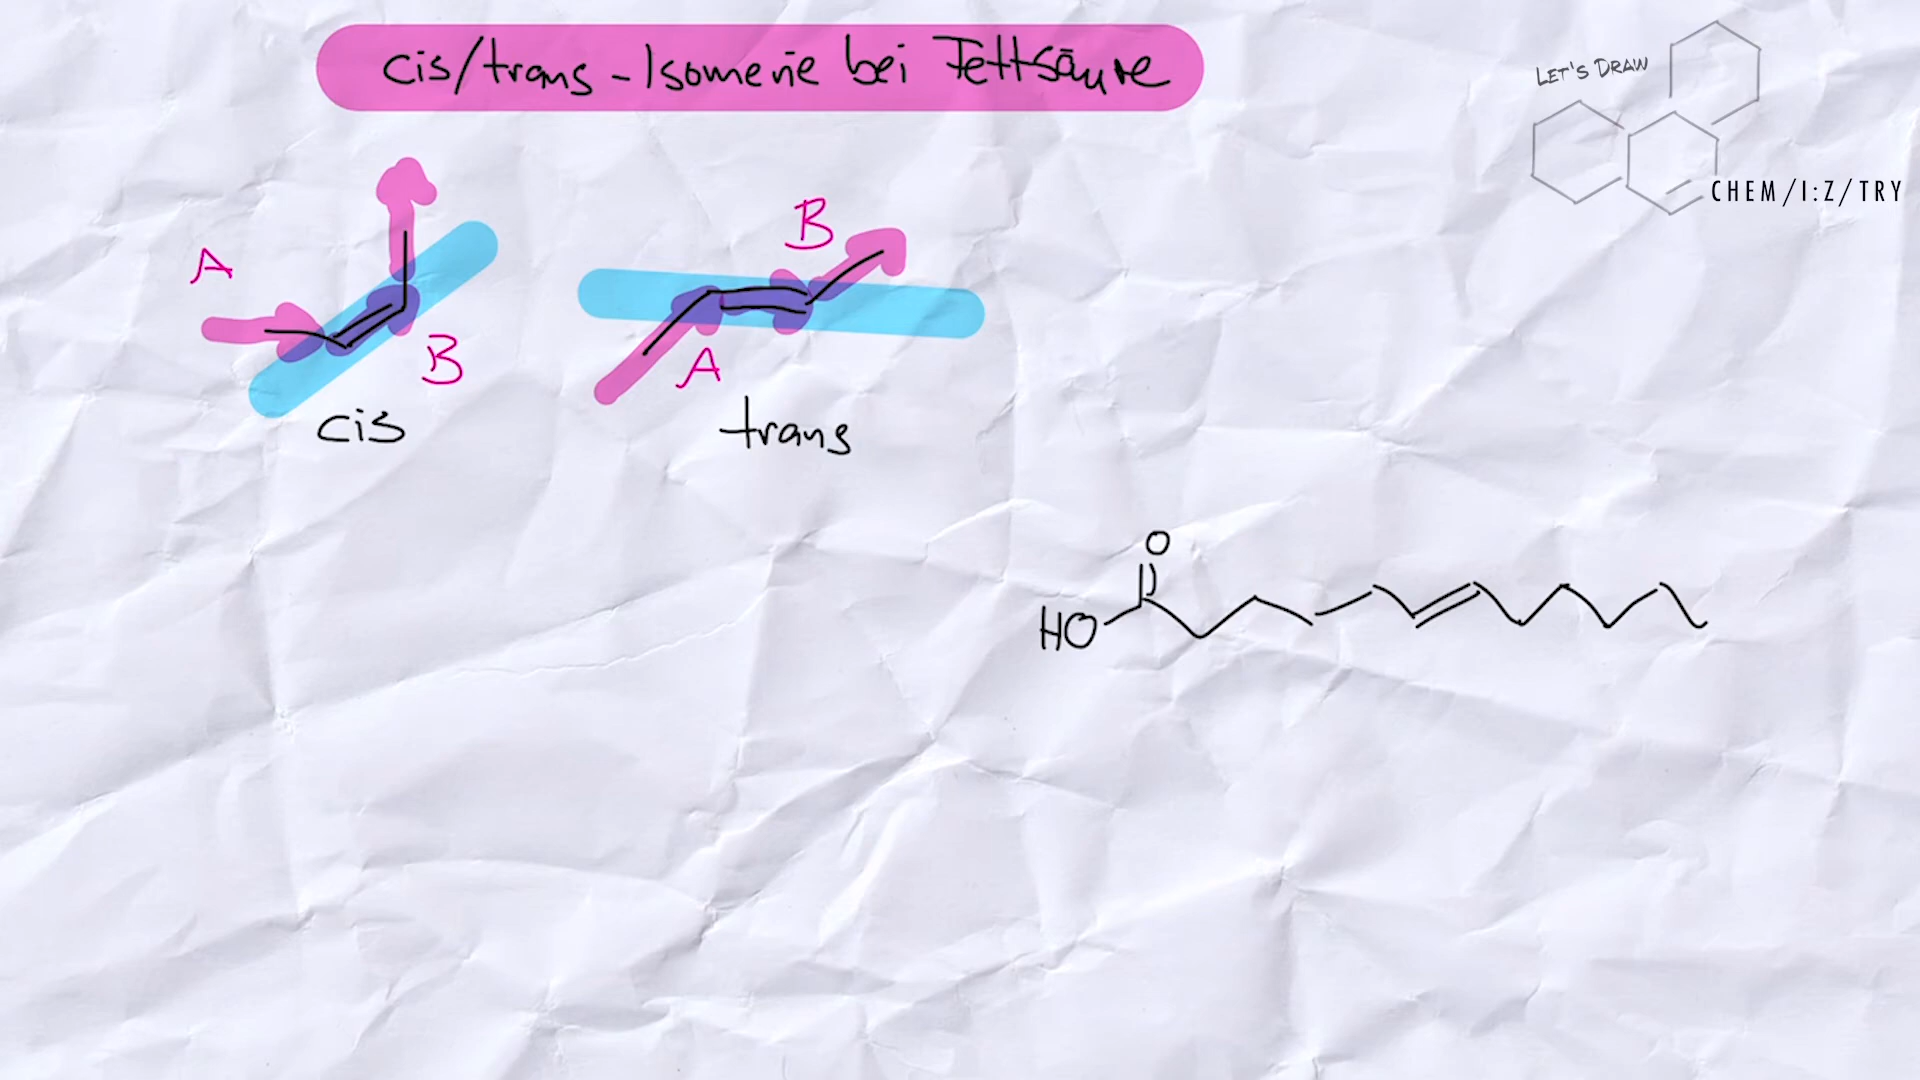 cis/trans - Isomerie bei Fettsäure
LET'S DRAW
CHEM/I:Z/TRY
A
B
cis
B
A
trans
O
HO